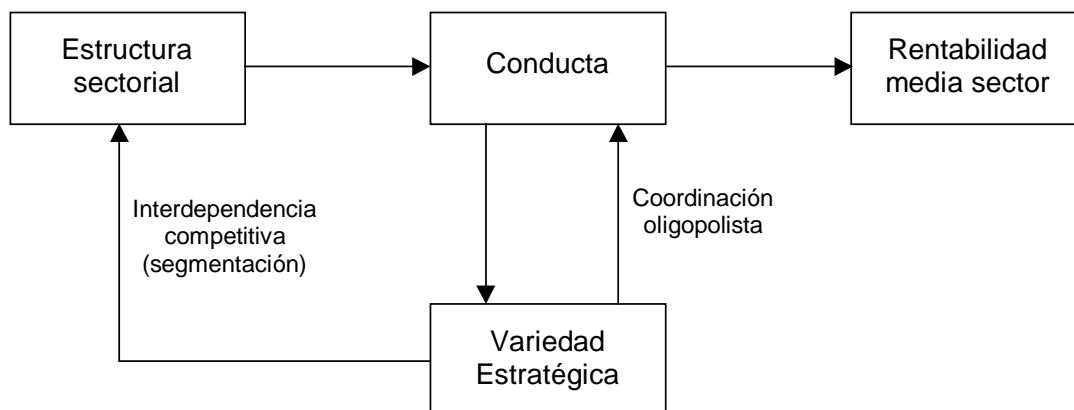 Estructura
sectorial
Conducta
Rentabilidad
media sector
Interdependencia
competitiva
(segmentación)
Coordinación
oligopolista
Variedad
Estratégica